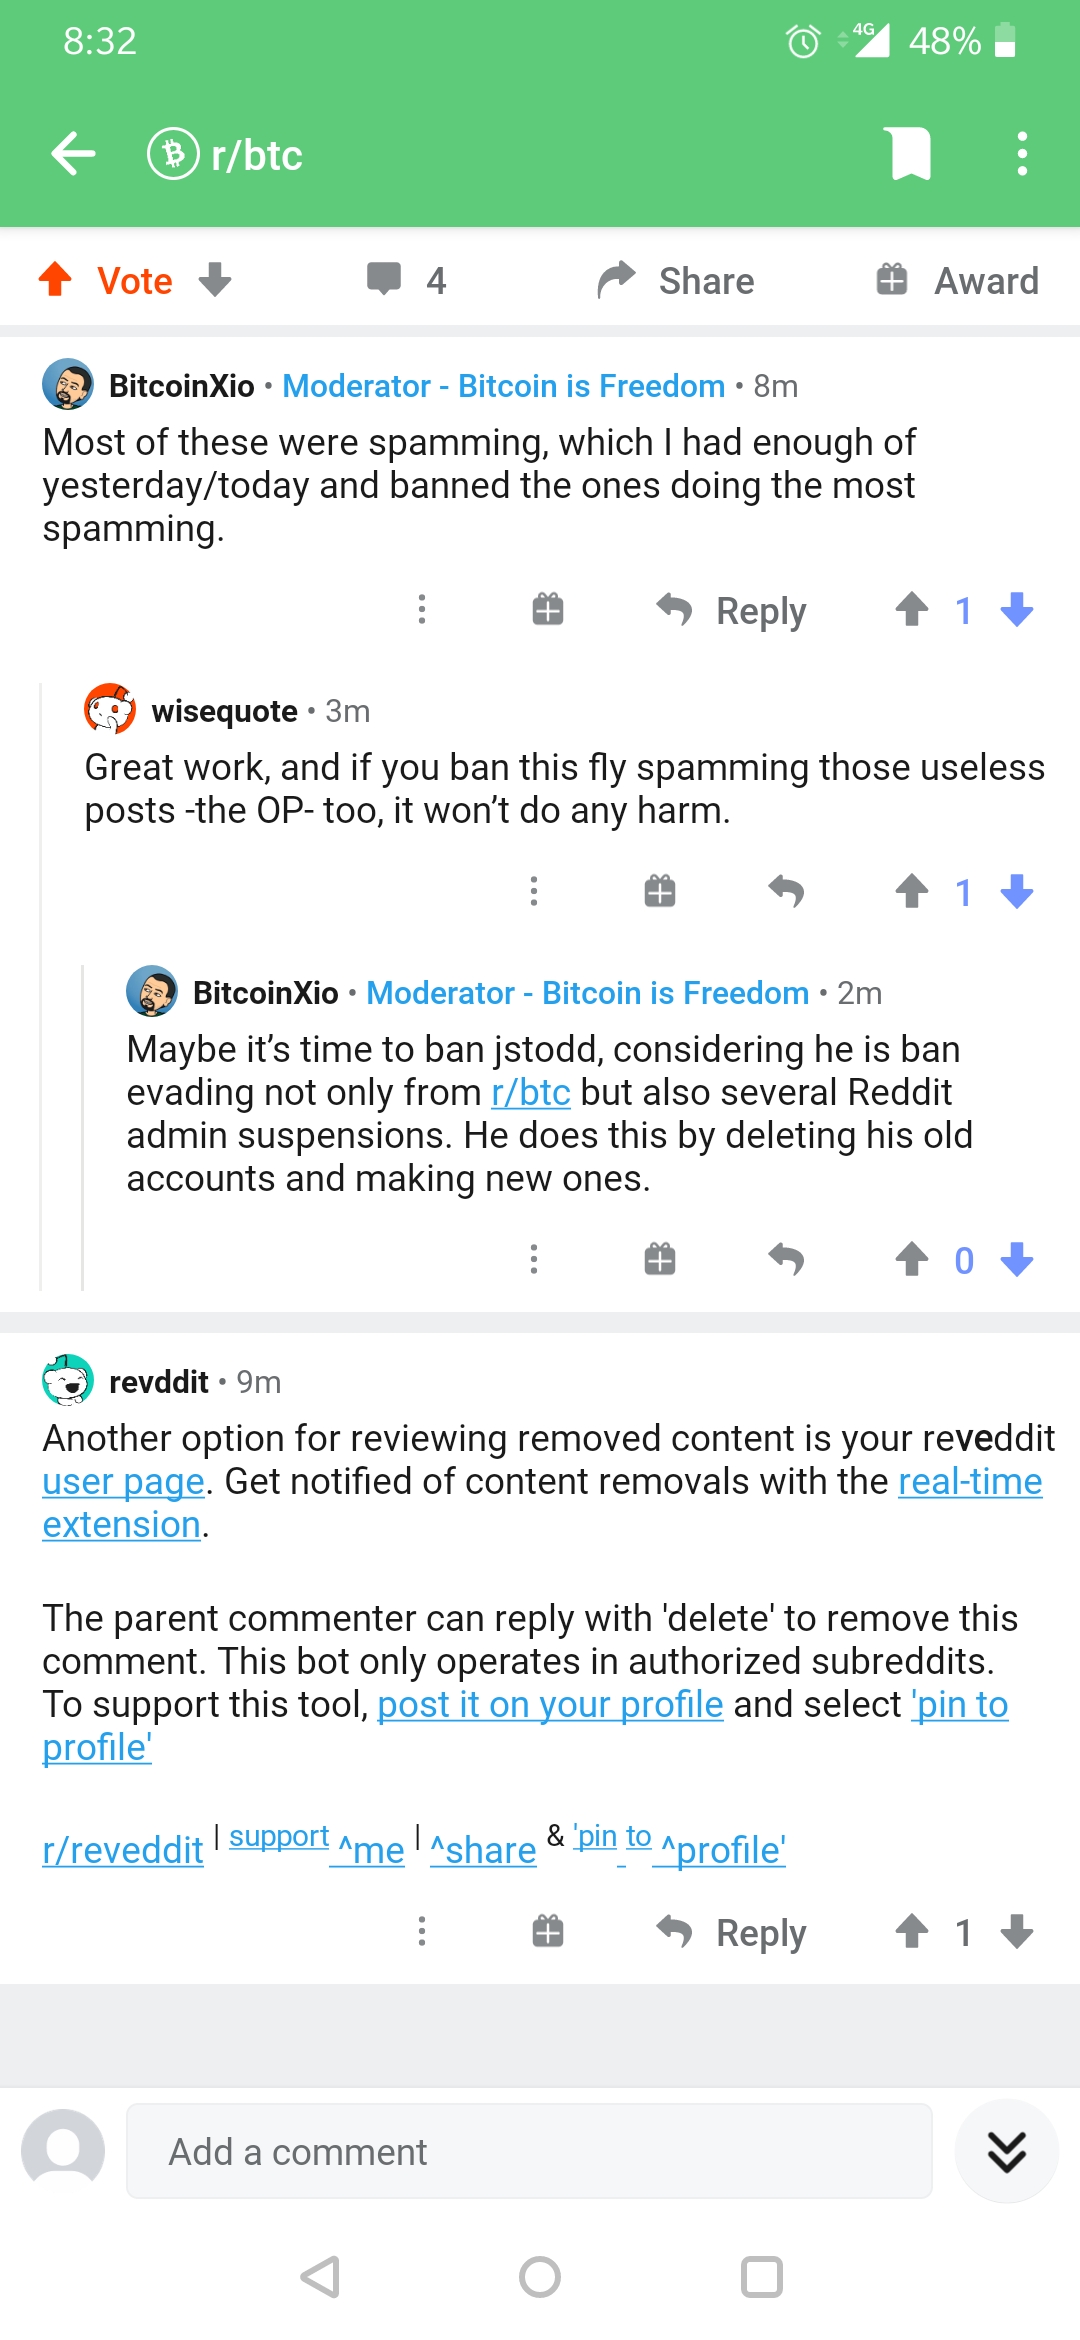 8:32
4G 48%
r/btc
Vote 4 Share Award
BitcoinXio • Moderator - Bitcoin is Freedom • 8m
Most of these were spamming, which I had enough of
yesterday/today and banned the ones doing the most
spamming.
Reply 1
wisequote • 3m
Great work, and if you ban this fly spamming those useless
posts -the OP- too, it won’t do any harm.
1
BitcoinXio • Moderator - Bitcoin is Freedom • 2m
Maybe it’s time to ban jstodd, considering he is ban
evading not only from r/btc but also several Reddit
admin suspensions. He does this by deleting his old
accounts and making new ones.
0
revddit • 9m
Another option for reviewing removed content is your reveddit
user page. Get notified of content removals with the real-time
extension.
The parent commenter can reply with 'delete' to remove this
comment. This bot only operates in authorized subreddits.
To support this tool, post it on your profile and select 'pin to
profile'
r/reveddit | support ^me | ^share & 'pin to ^profile'
Reply 1
Add a comment